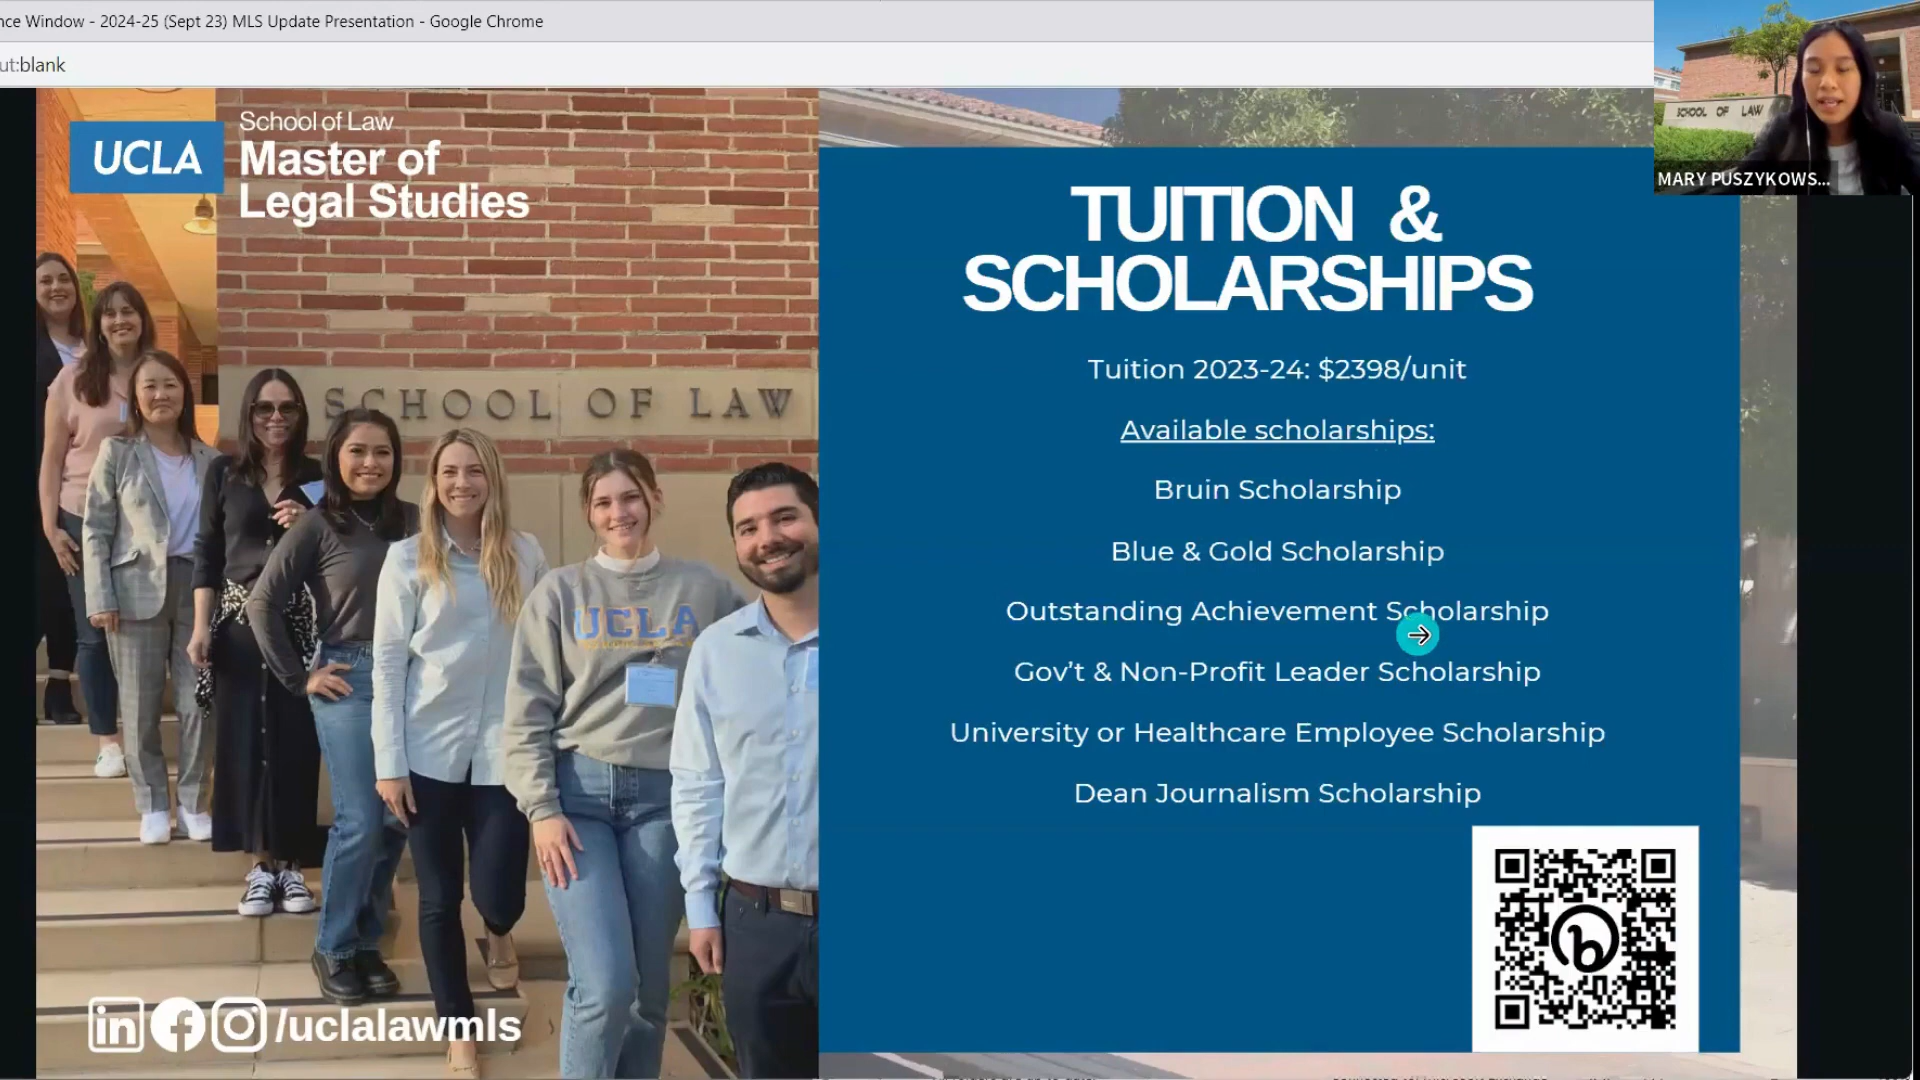 nce Window - 2024-25 (Sept 23) MLS Update Presentation - Google Chrome
ut:blank
UCLA
School of Law
Master of
Legal Studies
SCHOOL OF LAW
MARY PUSZYKOWS...
TUITION &
SCHOLARSHIPS
Tuition 2023-24: $2398/unit
Available scholarships:
Bruin Scholarship
Blue & Gold Scholarship
Outstanding Achievement Scholarship
Gov't & Non-Profit Leader Scholarship
University or Healthcare Employee Scholarship
Dean Journalism Scholarship
SCHOOL OF LAW
UCLA
b
in
/uclalawmls